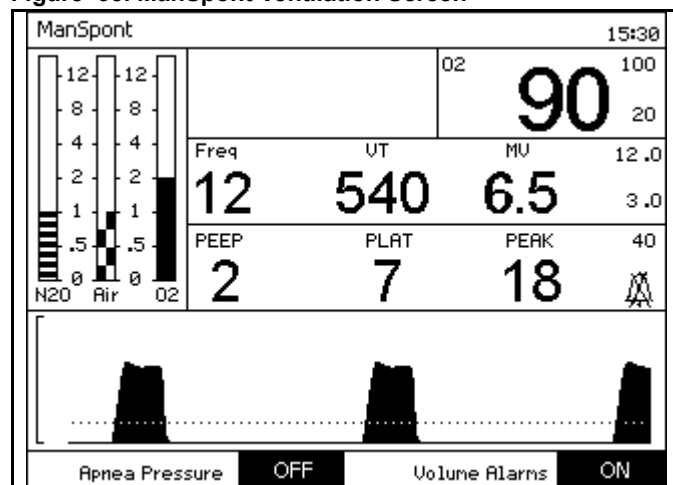 ManSpont 15:30
12 12
8 8
4 4
2 2
1 1
.5 .5
0 0
N2O Air O2
O2 90 100
20
Freq VT MV 12.0
12 540 6.5 3.0
PEEP PLAT PEAK 40
2 7 18
Apnea Pressure OFF Volume Alarms ON